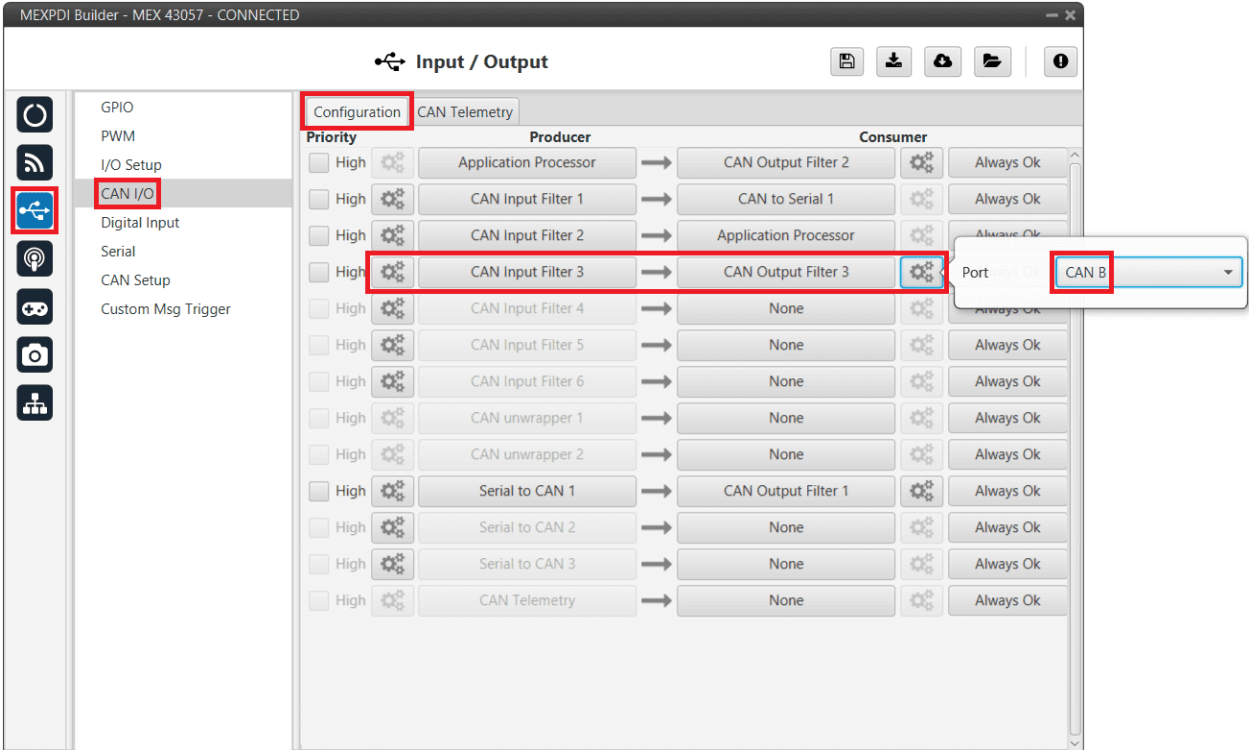 MEXPDI Builder - MEX 43057 - CONNECTED
Input / Output
GPIO
PWM
I/O Setup
CAN I/O
Digital Input
Serial
CAN Setup
Custom Msg Trigger
Configuration CAN Telemetry
Priority Producer Consumer
High Application Processor CAN Output Filter 2 Always Ok
High CAN Input Filter 1 CAN to Serial 1 Always Ok
High CAN Input Filter 2 Application Processor Always Ok
High CAN Input Filter 3 CAN Output Filter 3 Port CAN B
High CAN Input Filter 4 None Always Ok
High CAN Input Filter 5 None Always Ok
High CAN Input Filter 6 None Always Ok
High CAN unwrapper 1 None Always Ok
High CAN unwrapper 2 None Always Ok
High Serial to CAN 1 CAN Output Filter 1 Always Ok
High Serial to CAN 2 None Always Ok
High Serial to CAN 3 None Always Ok
High CAN Telemetry None Always Ok